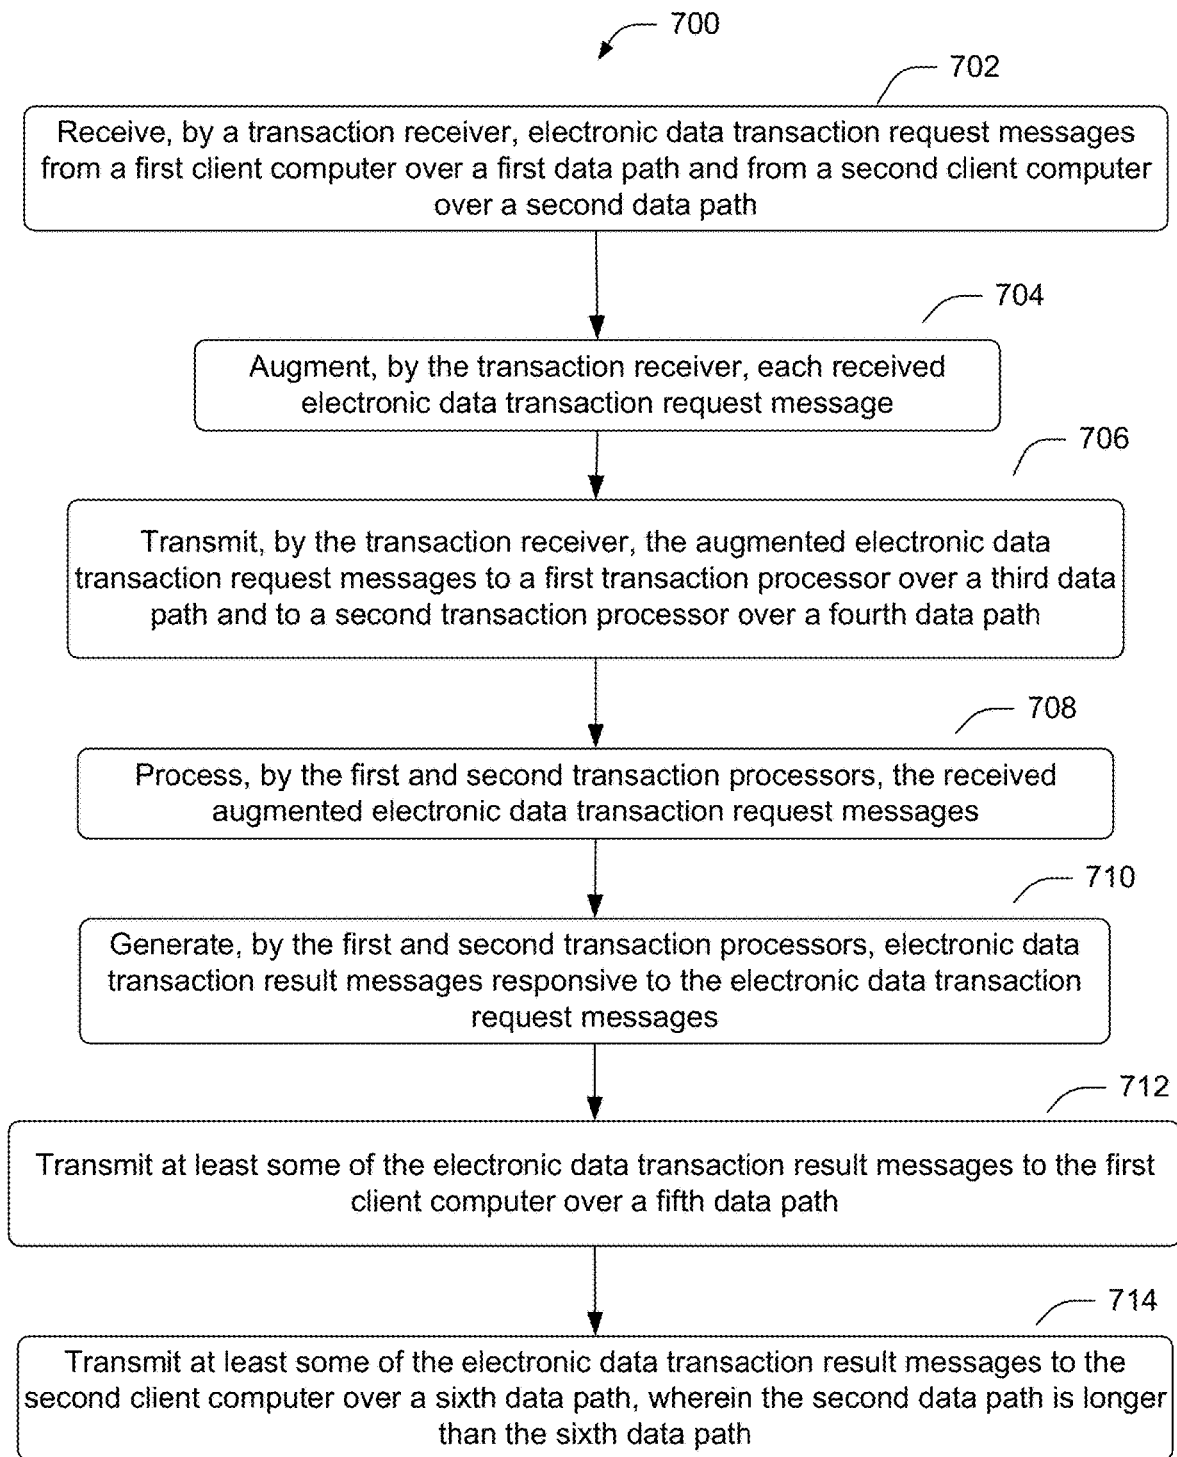 700
702
Receive, by a transaction receiver, electronic data transaction request messages
from a first client computer over a first data path and from a second client computer
over a second data path
704
Augment, by the transaction receiver, each received
electronic data transaction request message
706
Transmit, by the transaction receiver, the augmented electronic data
transaction request messages to a first transaction processor over a third data
path and to a second transaction processor over a fourth data path
708
Process, by the first and second transaction processors, the received
augmented electronic data transaction request messages
710
Generate, by the first and second transaction processors, electronic data
transaction result messages responsive to the electronic data transaction
request messages
712
Transmit at least some of the electronic data transaction result messages to the first
client computer over a fifth data path
714
Transmit at least some of the electronic data transaction result messages to the
second client computer over a sixth data path, wherein the second data path is longer
than the sixth data path